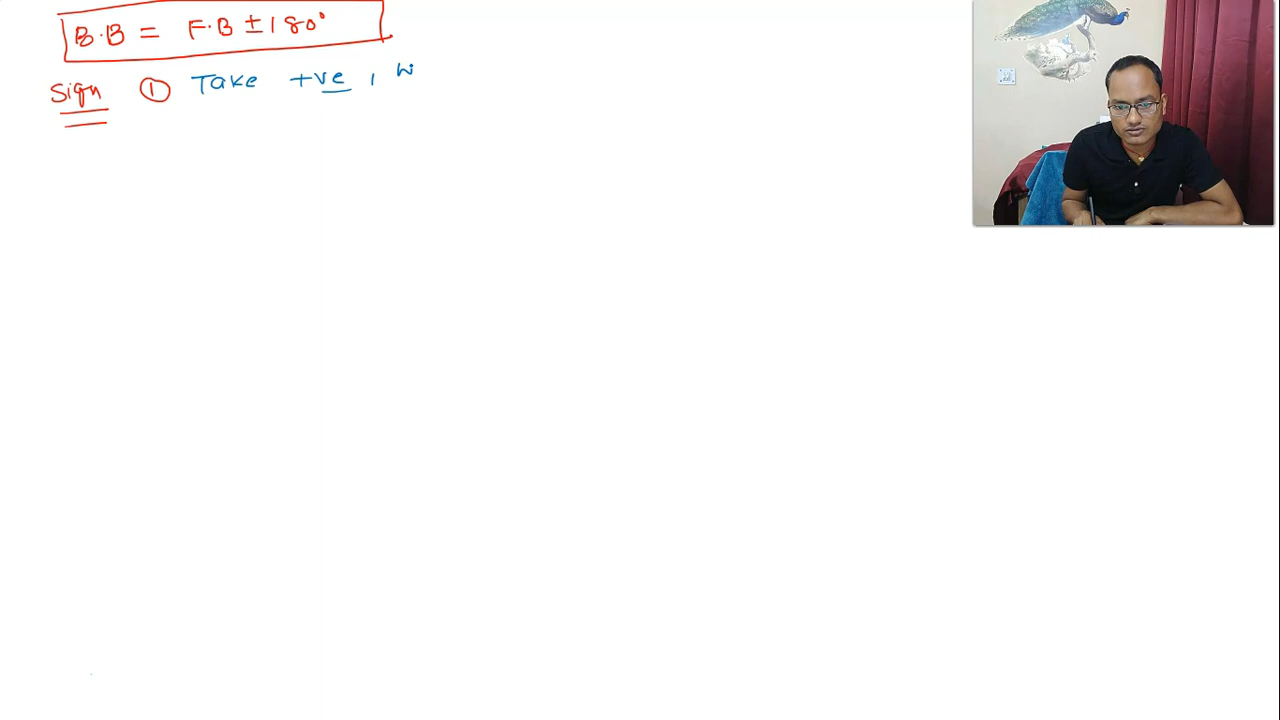 B.B = F.B ± 180°
Sign ① Take +ve ,